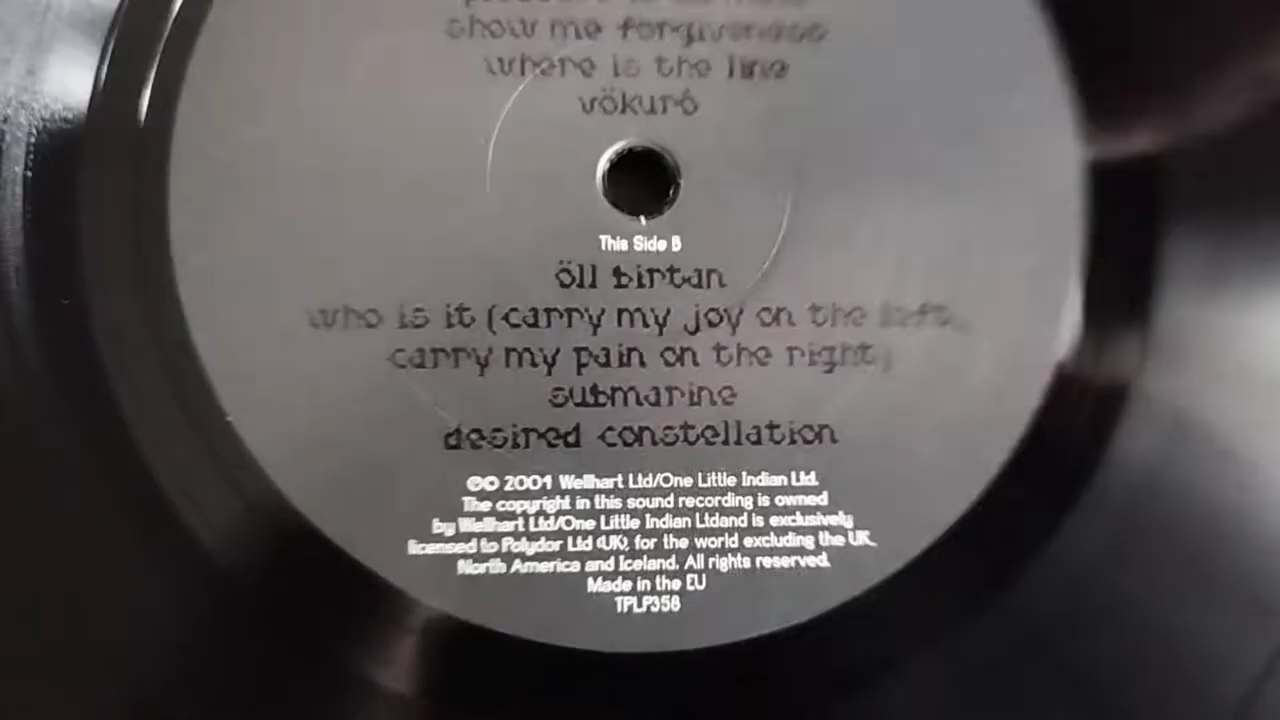 show me forgiveness
where is the line
vökuró
This Side B
öll birtan
who is it (carry my joy on the left,
carry my pain on the right)
submarine
desired constellation
℗© 2001 Wellhart Ltd/One Little Indian Ltd.
The copyright in this sound recording is owned
by Wellhart Ltd/One Little Indian Ltdand is exclusively
licensed to Polydor Ltd (UK), for the world excluding the UK,
North America and Iceland. All rights reserved.
Made in the EU
TPLP358